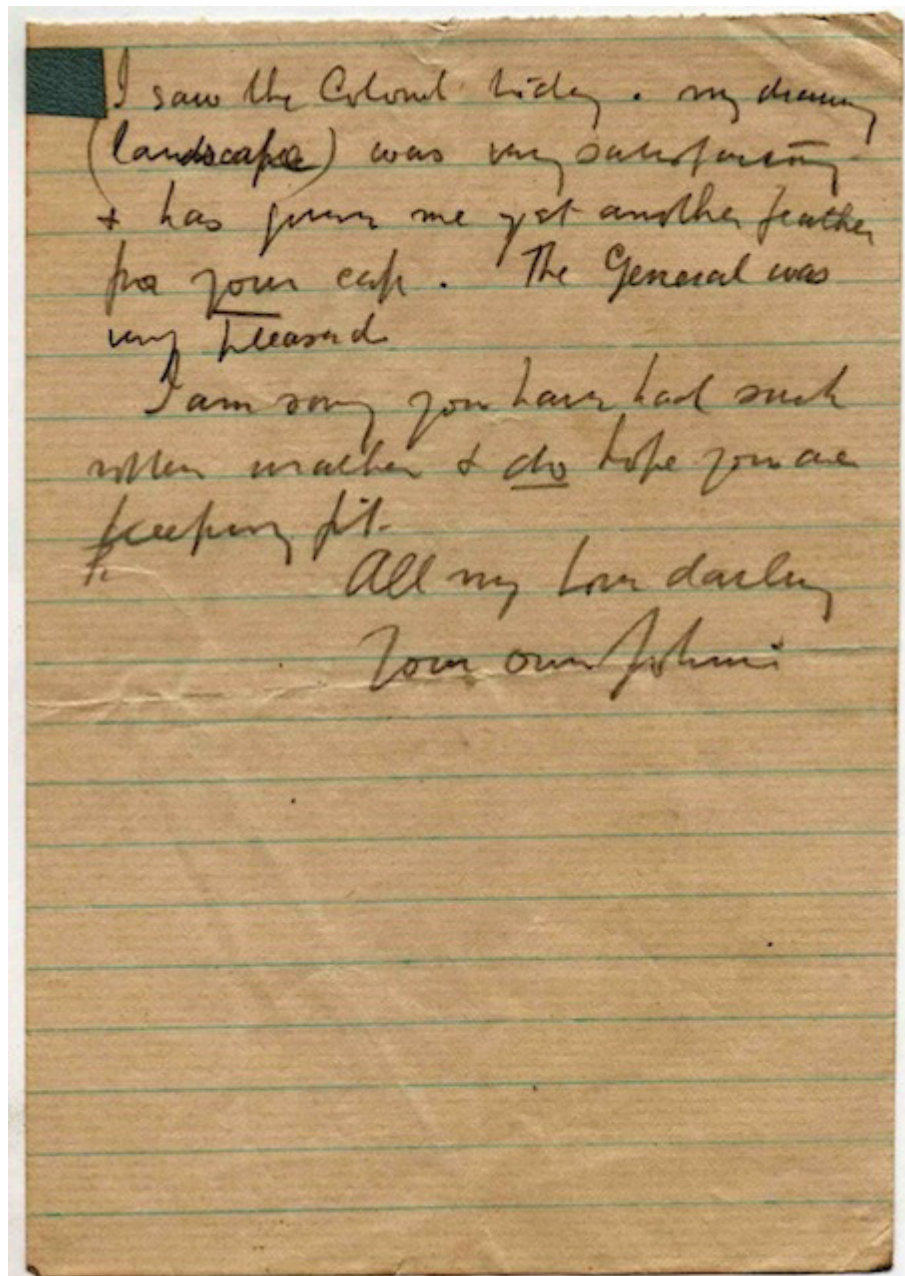 I saw the Colonel today. my drawing
(landscape) was very satisfactory
& has given me yet another feather
for your cap. The General was
very pleased
I am sorry you have had such
rotten weather & do hope you are
keeping fit.
All my love darling
Your own Johnnie